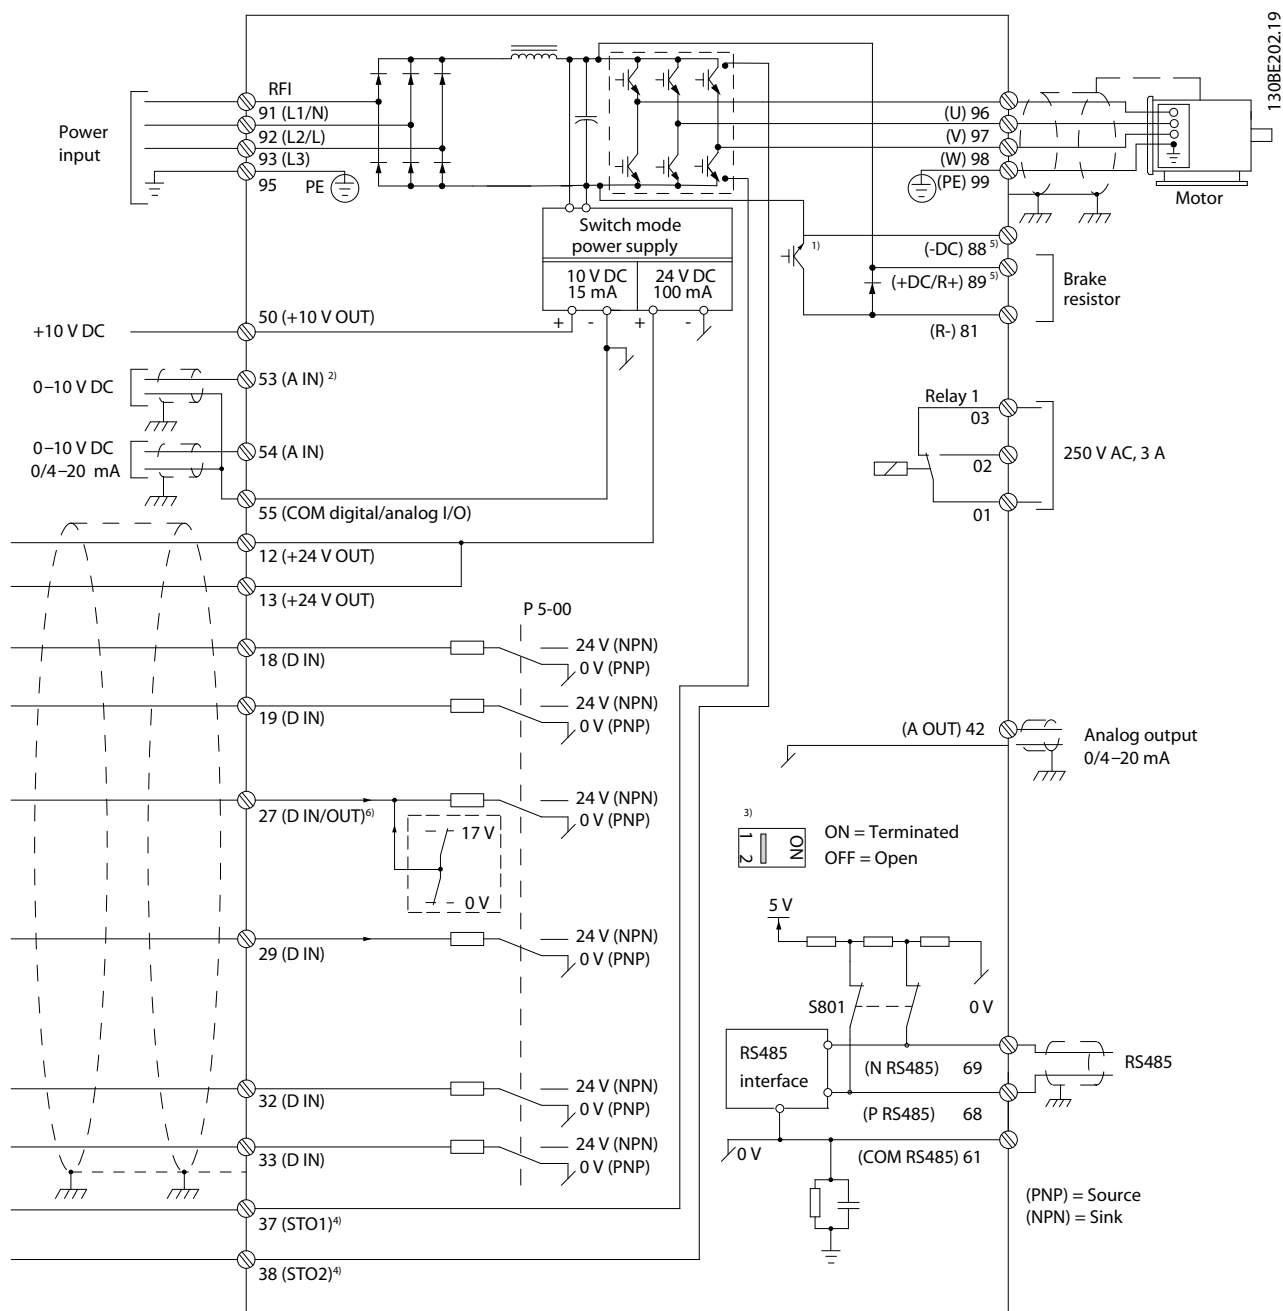 130BE202.19
RFI
91 (L1/N)
92 (L2/L)
93 (L3)
95
PE
Power
input
(U) 96
(V) 97
(W) 98
(PE) 99
Motor
Switch mode
power supply
10 V DC
15 mA
24 V DC
100 mA
+ - + -
1)
(-DC) 88 5)
(+DC/R+) 89 5)
(R-) 81
Brake
resistor
+10 V DC
50 (+10 V OUT)
0–10 V DC
53 (A IN) 2)
0–10 V DC
0/4–20 mA
54 (A IN)
55 (COM digital/analog I/O)
12 (+24 V OUT)
13 (+24 V OUT)
Relay 1
03
02
01
250 V AC, 3 A
P 5-00
18 (D IN)
24 V (NPN)
0 V (PNP)
19 (D IN)
24 V (NPN)
0 V (PNP)
27 (D IN/OUT) 6)
24 V (NPN)
0 V (PNP)
17 V
0 V
29 (D IN)
24 V (NPN)
0 V (PNP)
32 (D IN)
24 V (NPN)
0 V (PNP)
33 (D IN)
24 V (NPN)
0 V (PNP)
37 (STO1) 4)
38 (STO2) 4)
(A OUT) 42
Analog output
0/4–20 mA
3)
1
2
ON
ON = Terminated
OFF = Open
5 V
S801
0 V
RS485
interface
(N RS485) 69
(P RS485) 68
RS485
0 V
(COM RS485) 61
(PNP) = Source
(NPN) = Sink